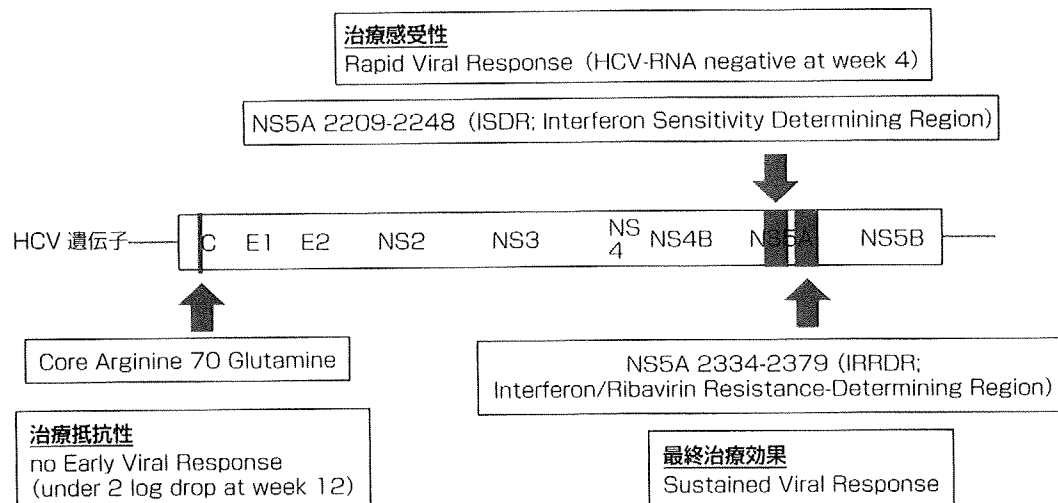 治療感受性
Rapid Viral Response (HCV-RNA negative at week 4)
NS5A 2209-2248 (ISDR; Interferon Sensitivity Determining Region)
HCV 遺伝子
C E1 E2 NS2 NS3 NS4 NS4B NS5A NS5B
Core Arginine 70 Glutamine
NS5A 2334-2379 (IRRDR;
Interferon/Ribavirin Resistance-Determining Region)
治療抵抗性
no Early Viral Response
(under 2 log drop at week 12)
最終治療効果
Sustained Viral Response